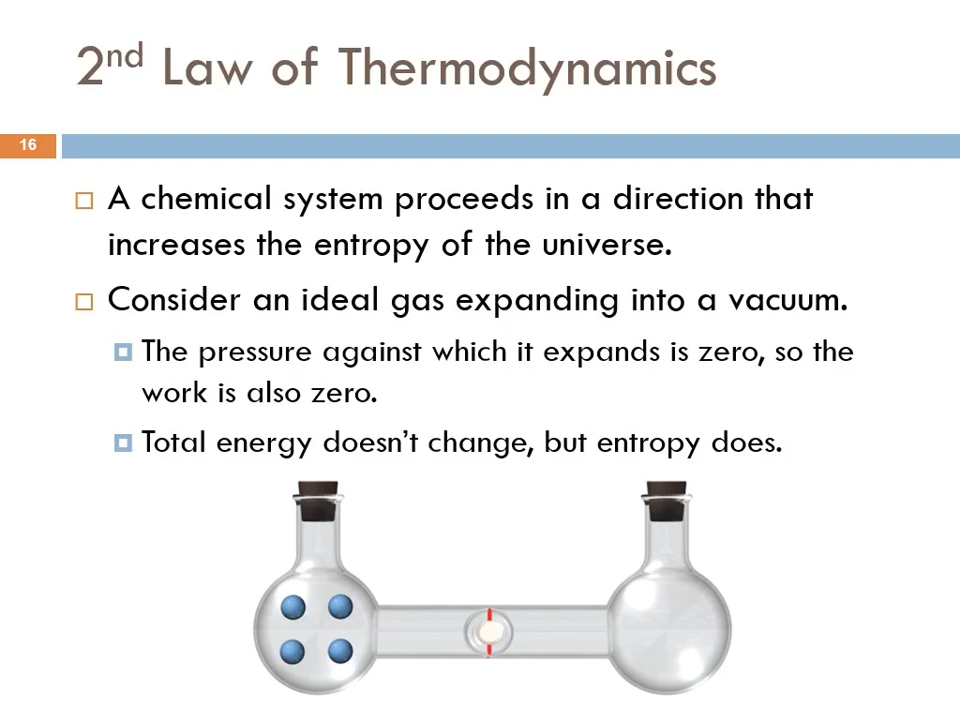 2nd Law of Thermodynamics
16
A chemical system proceeds in a direction that
increases the entropy of the universe.
Consider an ideal gas expanding into a vacuum.
The pressure against which it expands is zero, so the
work is also zero.
Total energy doesn’t change, but entropy does.